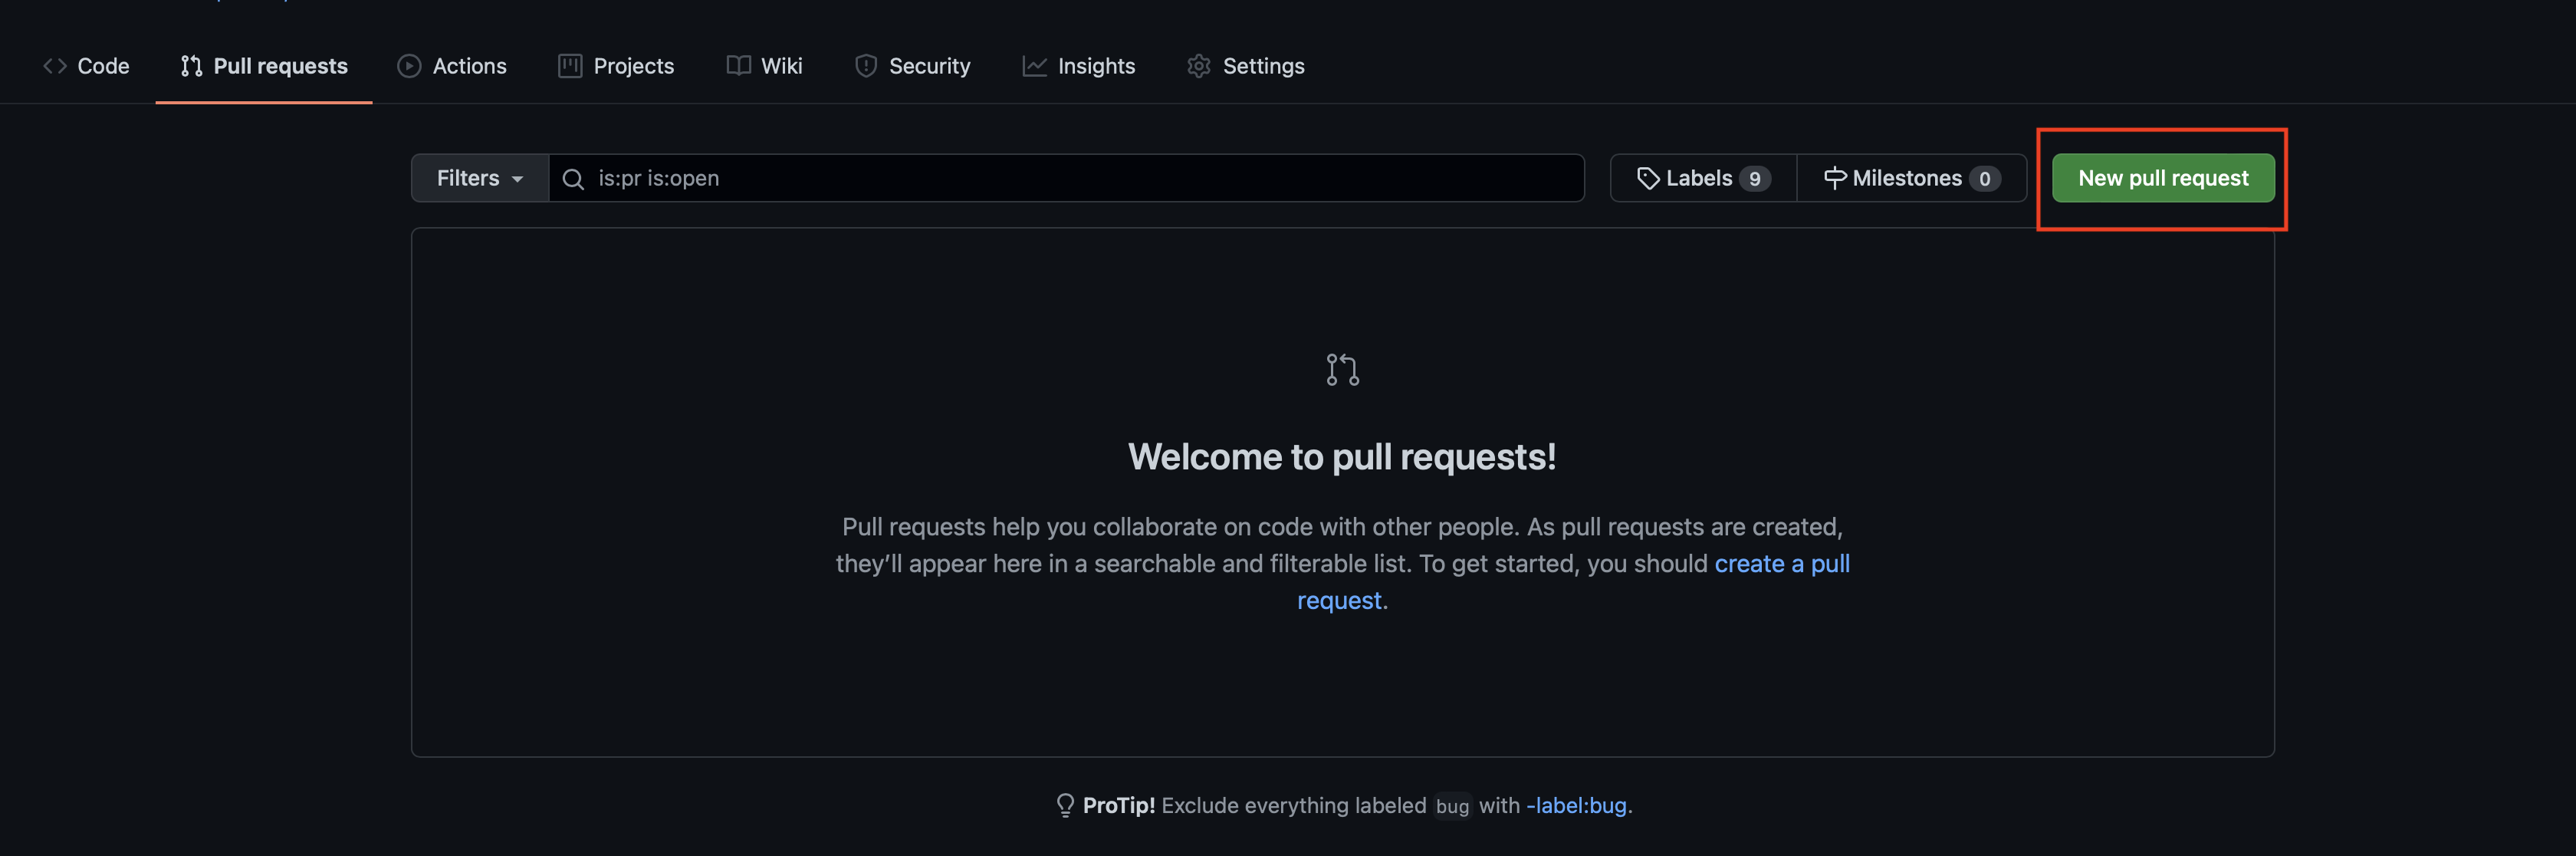 Code Pull requests Actions Projects Wiki Security Insights Settings
Filters is:pr is:open Labels 9 Milestones 0 New pull request
Welcome to pull requests!
Pull requests help you collaborate on code with other people. As pull requests are created,
they’ll appear here in a searchable and filterable list. To get started, you should create a pull
request.
ProTip! Exclude everything labeled bug with -label:bug.